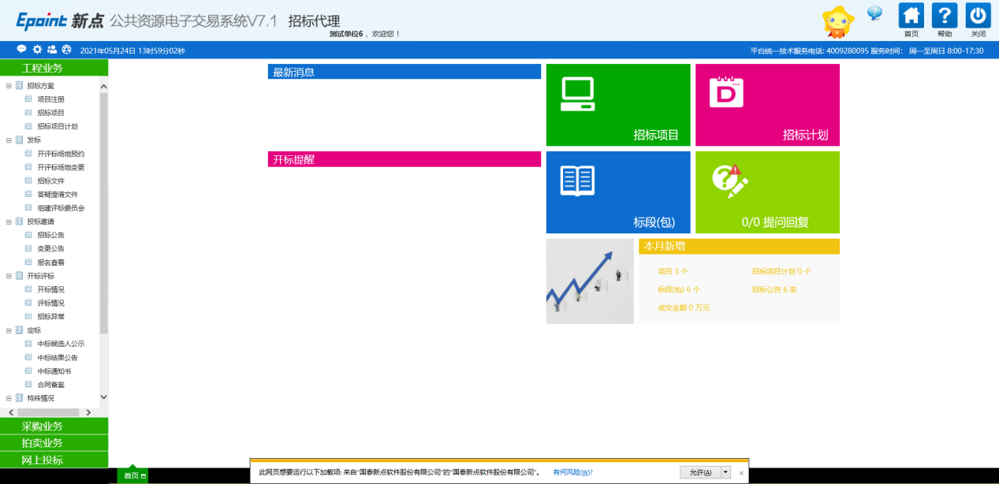 Epoint 新点 公共资源电子交易系统V7.1 招标代理
测试单位6 ，欢迎您！
首页 帮助 关闭
2021年05月24日 13时59分02秒
平台统一技术服务电话: 4009280095 服务时间： 周一至周日 8:00-17:30
工程业务
招标方案
项目注册
招标项目
招标项目计划
发标
开评标场地预约
开评标场地变更
招标文件
答疑澄清文件
组建评标委员会
投标邀请
招标公告
变更公告
报名查看
开标评标
开标情况
评标情况
招标异常
定标
中标候选人公示
中标结果公告
中标通知书
合同备案
特殊情况
采购业务
拍卖业务
网上投标
最新消息
开标提醒
招标项目
D
招标计划
标段(包)
0/0 提问回复
本月新增
项目 3 个
招标项目计划 0 个
标段(包) 6 个
招标公告 6 条
成交金额 0 万元
首页
此网页想要运行以下加载项: 来自“国泰新点软件股份有限公司”的“国泰新点软件股份有限公司”。 有何风险(W)?
允许(A)